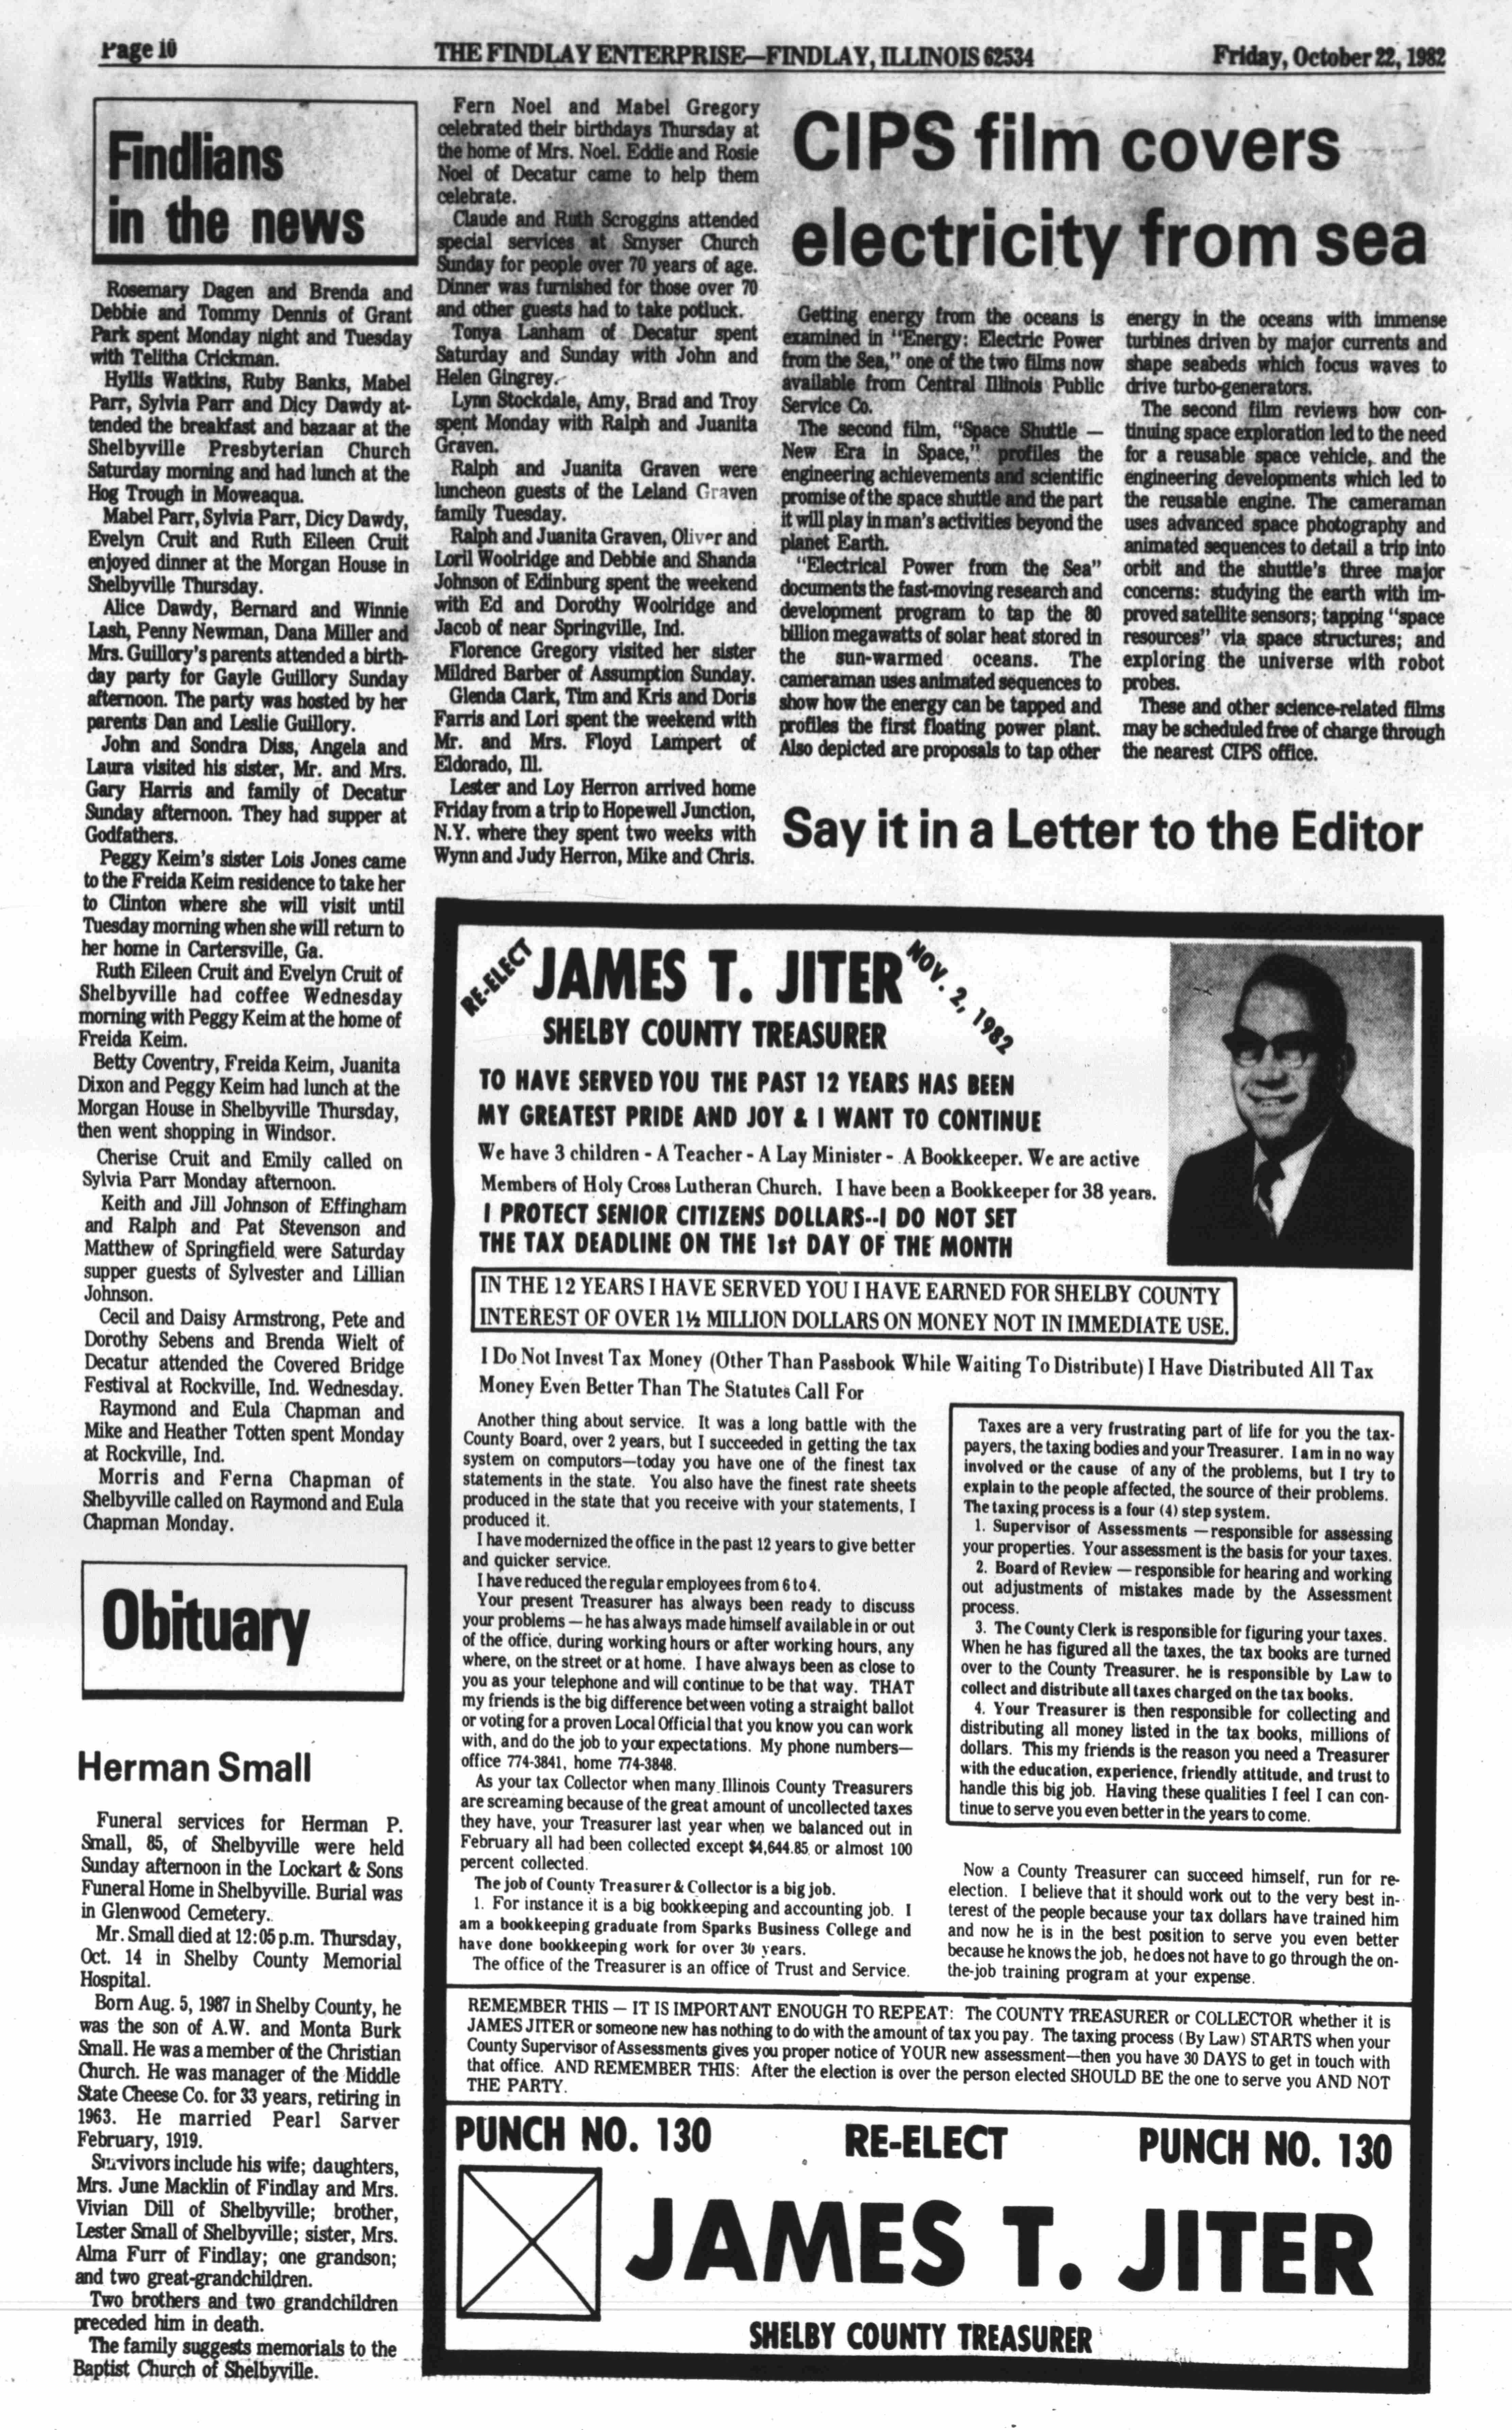 Page 10
THE FINDLAY ENTERPRISE—FINDLAY, ILLINOIS 62534
Friday, October 22, 1982
Findlians
in the news
Rosemary Dagen and Brenda and
Debbie and Tommy Dennis of Grant
Park spent Monday night and Tuesday
with Telitha Crickman.
Hyllis Watkins, Ruby Banks, Mabel
Parr, Sylvia Parr and Dicy Dawdy at-
tended the breakfast and bazaar at the
Shelbyville Presbyterian Church
Saturday morning and had lunch at the
Hog Trough in Moweaqua.
Mabel Parr, Sylvia Parr, Dicy Dawdy,
Evelyn Cruit and Ruth Eileen Cruit
enjoyed dinner at the Morgan House in
Shelbyville Thursday.
Alice Dawdy, Bernard and Winnie
Lash, Penny Newman, Dana Miller and
Mrs. Guillory's parents attended a birth-
day party for Gayle Guillory Sunday
afternoon. The party was hosted by her
parents Dan and Leslie Guillory.
John and Sondra Diss, Angela and
Laura visited his sister, Mr. and Mrs.
Gary Harris and family of Decatur
Sunday afternoon. They had supper at
Godfathers.
Peggy Keim's sister Lois Jones came
to the Freida Keim residence to take her
to Clinton where she will visit until
Tuesday morning when she will return to
her home in Cartersville, Ga.
Ruth Eileen Cruit and Evelyn Cruit of
Shelbyville had coffee Wednesday
morning with Peggy Keim at the home of
Freida Keim.
Betty Coventry, Freida Keim, Juanita
Dixon and Peggy Keim had lunch at the
Morgan House in Shelbyville Thursday,
then went shopping in Windsor.
Cherise Cruit and Emily called on
Sylvia Parr Monday afternoon.
Keith and Jill Johnson of Effingham
and Ralph and Pat Stevenson and
Matthew of Springfield were Saturday
supper guests of Sylvester and Lillian
Johnson.
Cecil and Daisy Armstrong, Pete and
Dorothy Sebens and Brenda Wielt of
Decatur attended the Covered Bridge
Festival at Rockville, Ind. Wednesday.
Raymond and Eula Chapman and
Mike and Heather Totten spent Monday
at Rockville, Ind.
Morris and Ferna Chapman of
Shelbyville called on Raymond and Eula
Chapman Monday.
Obituary
Herman Small
Funeral services for Herman P.
Small, 85, of Shelbyville were held
Sunday afternoon in the Lockart & Sons
Funeral Home in Shelbyville. Burial was
in Glenwood Cemetery.
Mr. Small died at 12:05 p.m. Thursday,
Oct. 14 in Shelby County Memorial
Hospital.
Born Aug. 5, 1987 in Shelby County, he
was the son of A.W. and Monta Burk
Small. He was a member of the Christian
Church. He was manager of the Middle
State Cheese Co. for 33 years, retiring in
1963. He married Pearl Sarver
February, 1919.
Survivors include his wife; daughters,
Mrs. June Macklin of Findlay and Mrs.
Vivian Dill of Shelbyville; brother,
Lester Small of Shelbyville; sister, Mrs.
Alma Furr of Findlay; one grandson;
and two great-grandchildren.
Two brothers and two grandchildren
preceded him in death.
The family suggests memorials to the
Baptist Church of Shelbyville.
Fern Noel and Mabel Gregory
celebrated their birthdays Thursday at
the home of Mrs. Noel. Eddie and Rosie
Noel of Decatur came to help them
celebrate.
Claude and Ruth Scroggins attended
special services at Smyser Church
Sunday for people over 70 years of age.
Dinner was furnished for those over 70
and other guests had to take potluck.
Tonya Lanham of Decatur spent
Saturday and Sunday with John and
Helen Gingrey.
Lynn Stockdale, Amy, Brad and Troy
spent Monday with Ralph and Juanita
Graven.
Ralph and Juanita Graven were
luncheon guests of the Leland Graven
family Tuesday.
Ralph and Juanita Graven, Oliver and
Loril Woolridge and Debbie and Shanda
Johnson of Edinburg spent the weekend
with Ed and Dorothy Woolridge and
Jacob of near Springville, Ind.
Florence Gregory visited her sister
Mildred Barber of Assumption Sunday.
Glenda Clark, Tim and Kris and Doris
Farris and Lori spent the weekend with
Mr. and Mrs. Floyd Lampert of
Eldorado, Ill.
Lester and Loy Herron arrived home
Friday from a trip to Hopewell Junction,
N.Y. where they spent two weeks with
Wynn and Judy Herron, Mike and Chris.
CIPS film covers
electricity from sea
Getting energy from the oceans is
examined in "Energy: Electric Power
from the Sea," one of the two films now
available from Central Illinois Public
Service Co.
The second film, "Space Shuttle —
New Era in Space," profiles the
engineering achievements and scientific
promise of the space shuttle and the part
it will play in man's activities beyond the
planet Earth.
"Electrical Power from the Sea"
documents the fast-moving research and
development program to tap the 80
billion megawatts of solar heat stored in
the sun-warmed oceans. The
cameraman uses animated sequences to
show how the energy can be tapped and
profiles the first floating power plant.
Also depicted are proposals to tap other
energy in the oceans with immense
turbines driven by major currents and
shape seabeds which focus waves to
drive turbo-generators.
The second film reviews how con-
tinuing space exploration led to the need
for a reusable space vehicle, and the
engineering developments which led to
the reusable engine. The cameraman
uses advanced space photography and
animated sequences to detail a trip into
orbit and the shuttle's three major
concerns: studying the earth with im-
proved satellite sensors; tapping "space
resources" via space structures; and
exploring the universe with robot
probes.
These and other science-related films
may be scheduled free of charge through
the nearest CIPS office.
Say it in a Letter to the Editor
RE-ELECT
JAMES T. JITER
NOV. 2, 1982
SHELBY COUNTY TREASURER
TO HAVE SERVED YOU THE PAST 12 YEARS HAS BEEN
MY GREATEST PRIDE AND JOY & I WANT TO CONTINUE
We have 3 children - A Teacher - A Lay Minister - A Bookkeeper. We are active
Members of Holy Cross Lutheran Church. I have been a Bookkeeper for 38 years.
I PROTECT SENIOR CITIZENS DOLLARS--I DO NOT SET
THE TAX DEADLINE ON THE 1st DAY OF THE MONTH
IN THE 12 YEARS I HAVE SERVED YOU I HAVE EARNED FOR SHELBY COUNTY
INTEREST OF OVER 1½ MILLION DOLLARS ON MONEY NOT IN IMMEDIATE USE.
I Do Not Invest Tax Money (Other Than Passbook While Waiting To Distribute) I Have Distributed All Tax
Money Even Better Than The Statutes Call For
Another thing about service. It was a long battle with the
County Board, over 2 years, but I succeeded in getting the tax
system on computors—today you have one of the finest tax
statements in the state. You also have the finest rate sheets
produced in the state that you receive with your statements, I
produced it.
I have modernized the office in the past 12 years to give better
and quicker service.
I have reduced the regular employees from 6 to 4.
Your present Treasurer has always been ready to discuss
your problems — he has always made himself available in or out
of the office, during working hours or after working hours, any
where, on the street or at home. I have always been as close to
you as your telephone and will continue to be that way. THAT
my friends is the big difference between voting a straight ballot
or voting for a proven Local Official that you know you can work
with, and do the job to your expectations. My phone numbers—
office 774-3841, home 774-3848.
As your tax Collector when many Illinois County Treasurers
are screaming because of the great amount of uncollected taxes
they have, your Treasurer last year when we balanced out in
February all had been collected except $4,644.85 or almost 100
percent collected.
The job of County Treasurer & Collector is a big job.
1. For instance it is a big bookkeeping and accounting job. I
am a bookkeeping graduate from Sparks Business College and
have done bookkeeping work for over 30 years.
The office of the Treasurer is an office of Trust and Service.
Taxes are a very frustrating part of life for you the tax-
payers, the taxing bodies and your Treasurer. I am in no way
involved or the cause of any of the problems, but I try to
explain to the people affected, the source of their problems.
The taxing process is a four (4) step system.
1. Supervisor of Assessments — responsible for assessing
your properties. Your assessment is the basis for your taxes.
2. Board of Review — responsible for hearing and working
out adjustments of mistakes made by the Assessment
process.
3. The County Clerk is responsible for figuring your taxes.
When he has figured all the taxes, the tax books are turned
over to the County Treasurer. he is responsible by Law to
collect and distribute all taxes charged on the tax books.
4. Your Treasurer is then responsible for collecting and
distributing all money listed in the tax books, millions of
dollars. This my friends is the reason you need a Treasurer
with the education, experience, friendly attitude, and trust to
handle this big job. Having these qualities I feel I can con-
tinue to serve you even better in the years to come.
Now a County Treasurer can succeed himself, run for re-
election. I believe that it should work out to the very best in-
terest of the people because your tax dollars have trained him
and now he is in the best position to serve you even better
because he knows the job, he does not have to go through the on-
the-job training program at your expense.
REMEMBER THIS — IT IS IMPORTANT ENOUGH TO REPEAT: The COUNTY TREASURER or COLLECTOR whether it is
JAMES JITER or someone new has nothing to do with the amount of tax you pay. The taxing process (By Law) STARTS when your
County Supervisor of Assessments gives you proper notice of YOUR new assessment—then you have 30 DAYS to get in touch with
that office. AND REMEMBER THIS: After the election is over the person elected SHOULD BE the one to serve you AND NOT
THE PARTY.
PUNCH NO. 130
RE-ELECT
PUNCH NO. 130
JAMES T. JITER
SHELBY COUNTY TREASURER